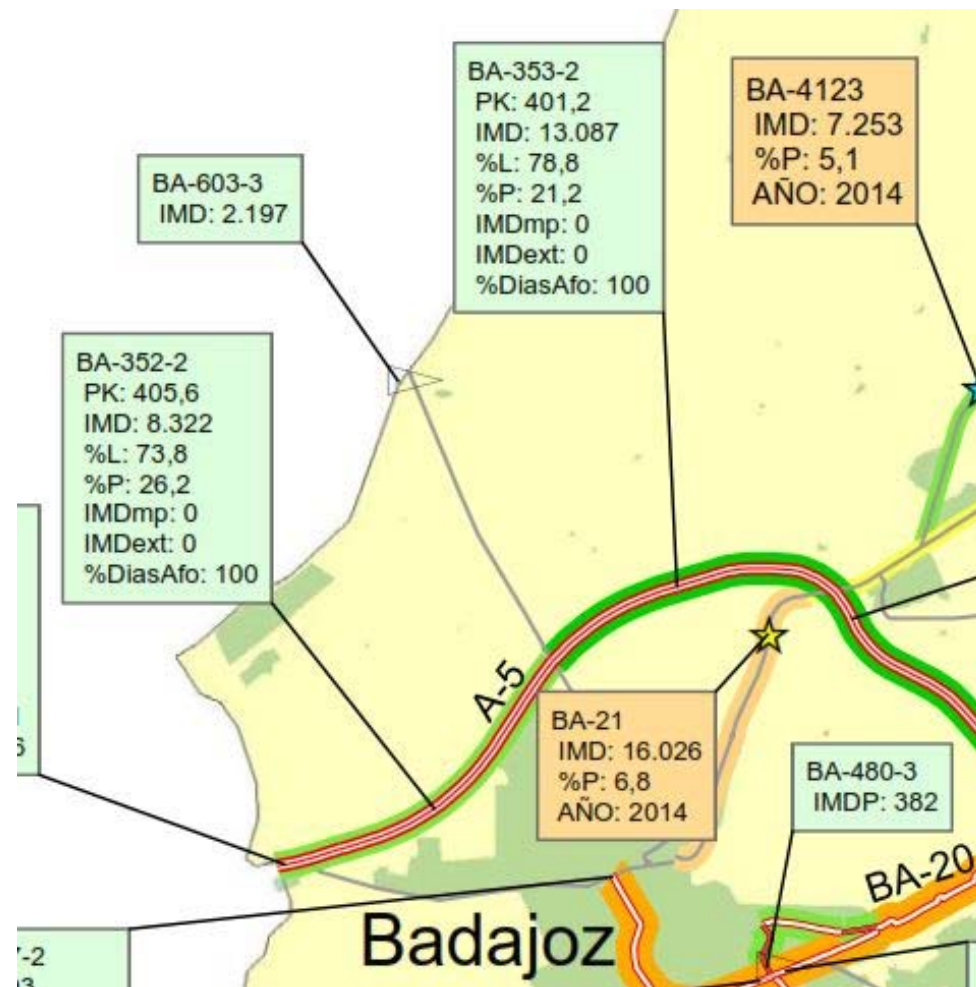 BA-353-2
PK: 401,2
IMD: 13.087
%L: 78,8
%P: 21,2
IMDmp: 0
IMDext: 0
%DiasAfo: 100
BA-4123
IMD: 7.253
%P: 5,1
AÑO: 2014
BA-603-3
IMD: 2.197
BA-352-2
PK: 405,6
IMD: 8.322
%L: 73,8
%P: 26,2
IMDmp: 0
IMDext: 0
%DiasAfo: 100
A-5
BA-21
IMD: 16.026
%P: 6,8
AÑO: 2014
BA-480-3
IMDP: 382
BA-20
Badajoz
-2